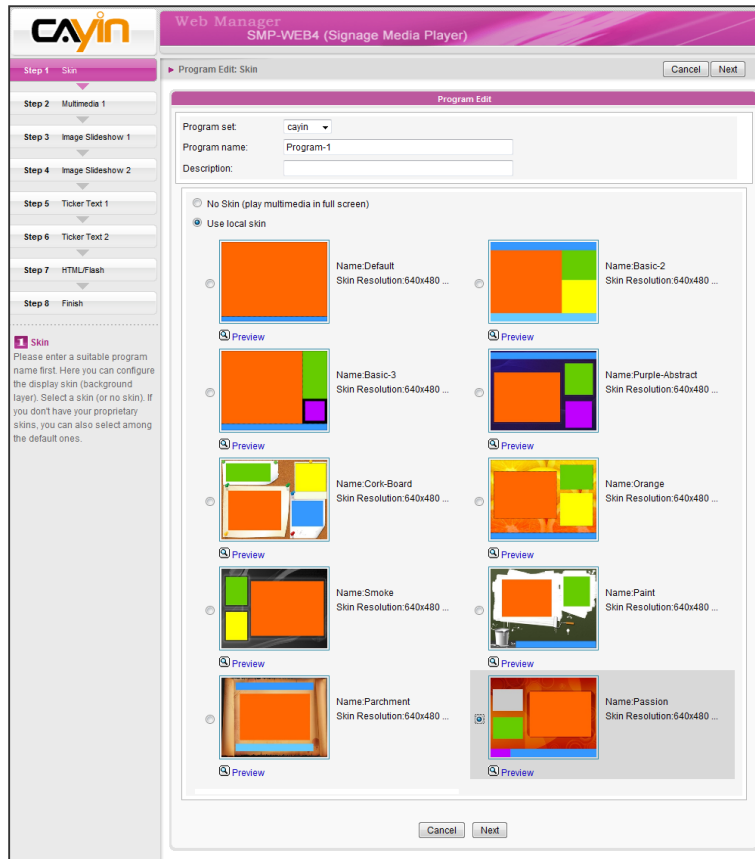 CAYIN
Web Manager
SMP-WEB4 (Signage Media Player)
Step 1 Skin
Step 2 Multimedia 1
Step 3 Image Slideshow 1
Step 4 Image Slideshow 2
Step 5 Ticker Text 1
Step 6 Ticker Text 2
Step 7 HTML/Flash
Step 8 Finish
1 Skin
Please enter a suitable program
name first. Here you can configure
the display skin (background
layer). Select a skin (or no skin). If
you don't have your proprietary
skins, you can also select among
the default ones.
Program Edit: Skin
Cancel Next
Program Edit
Program set: cayin
Program name: Program-1
Description:
No Skin (play multimedia in full screen)
Use local skin
Name:Default
Skin Resolution:640x480 ...
Preview
Name:Basic-2
Skin Resolution:640x480 ...
Preview
Name:Basic-3
Skin Resolution:640x480 ...
Preview
Name:Purple-Abstract
Skin Resolution:640x480 ...
Preview
Name:Cork-Board
Skin Resolution:640x480 ...
Preview
Name:Orange
Skin Resolution:640x480 ...
Preview
Name:Smoke
Skin Resolution:640x480 ...
Preview
Name:Paint
Skin Resolution:640x480 ...
Preview
Name:Parchment
Skin Resolution:640x480 ...
Preview
Name:Passion
Skin Resolution:640x480 ...
Preview
Cancel Next